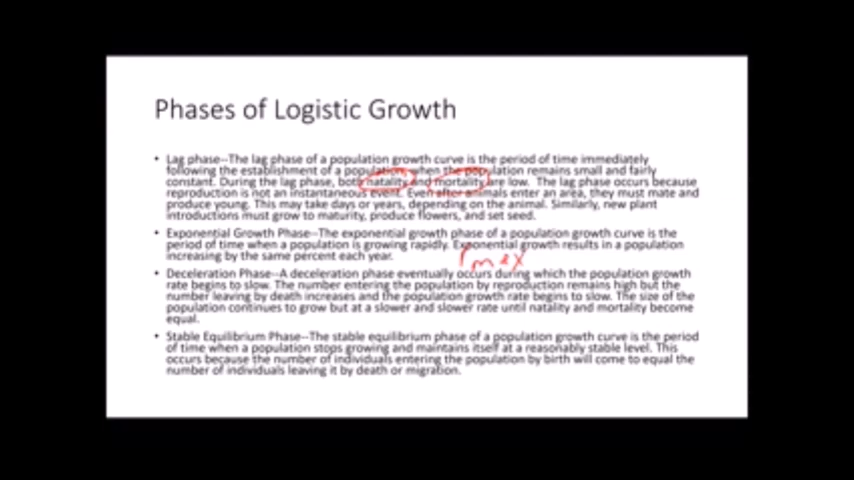 Phases of Logistic Growth
• Lag phase--The lag phase of a population growth curve is the period of time immediately
following the establishment of a population, when the population remains small and fairly
constant. During the lag phase, both natality and mortality are low. The lag phase occurs because
reproduction is not an instantaneous event. Even after animals enter an area, they must mate and
produce young. This may take days or years, depending on the animal. Similarly, new plant
introductions must grow to maturity, produce flowers, and set seed.
• Exponential Growth Phase--The exponential growth phase of a population growth curve is the
period of time when a population is growing rapidly. Exponential growth results in a population
increasing by the same percent each year.
rmax
• Deceleration Phase--A deceleration phase eventually occurs during which the population growth
rate begins to slow. The number entering the population by reproduction remains high but the
number leaving by death increases and the population growth rate begins to slow. The size of the
population continues to grow but at a slower and slower rate until natality and mortality become
equal.
• Stable Equilibrium Phase--The stable equilibrium phase of a population growth curve is the period
of time when a population stops growing and maintains itself at a reasonably stable level. This
occurs because the number of individuals entering the population by birth will come to equal the
number of individuals leaving it by death or migration.